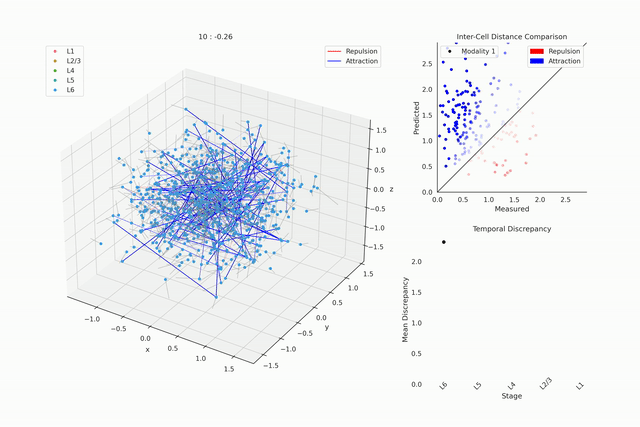 10 : -0.26
L1
L2/3
L4
L5
L6
Repulsion
Attraction
1.5
1.0
0.5
0.0
−0.5
−1.0
−1.5
z
−1.0
−0.5
0.0
0.5
1.0
1.5
x
−1.5
−1.0
−0.5
0.0
0.5
1.0
1.5
y
Inter-Cell Distance Comparison
Modality 1
Repulsion
Attraction
2.5
2.0
1.5
1.0
0.5
0.0
Predicted
0.0 0.5 1.0 1.5 2.0 2.5
Measured
Temporal Discrepancy
2.0
1.5
1.0
0.5
0.0
Mean Discrepancy
L6 L5 L4 L2/3 L1
Stage